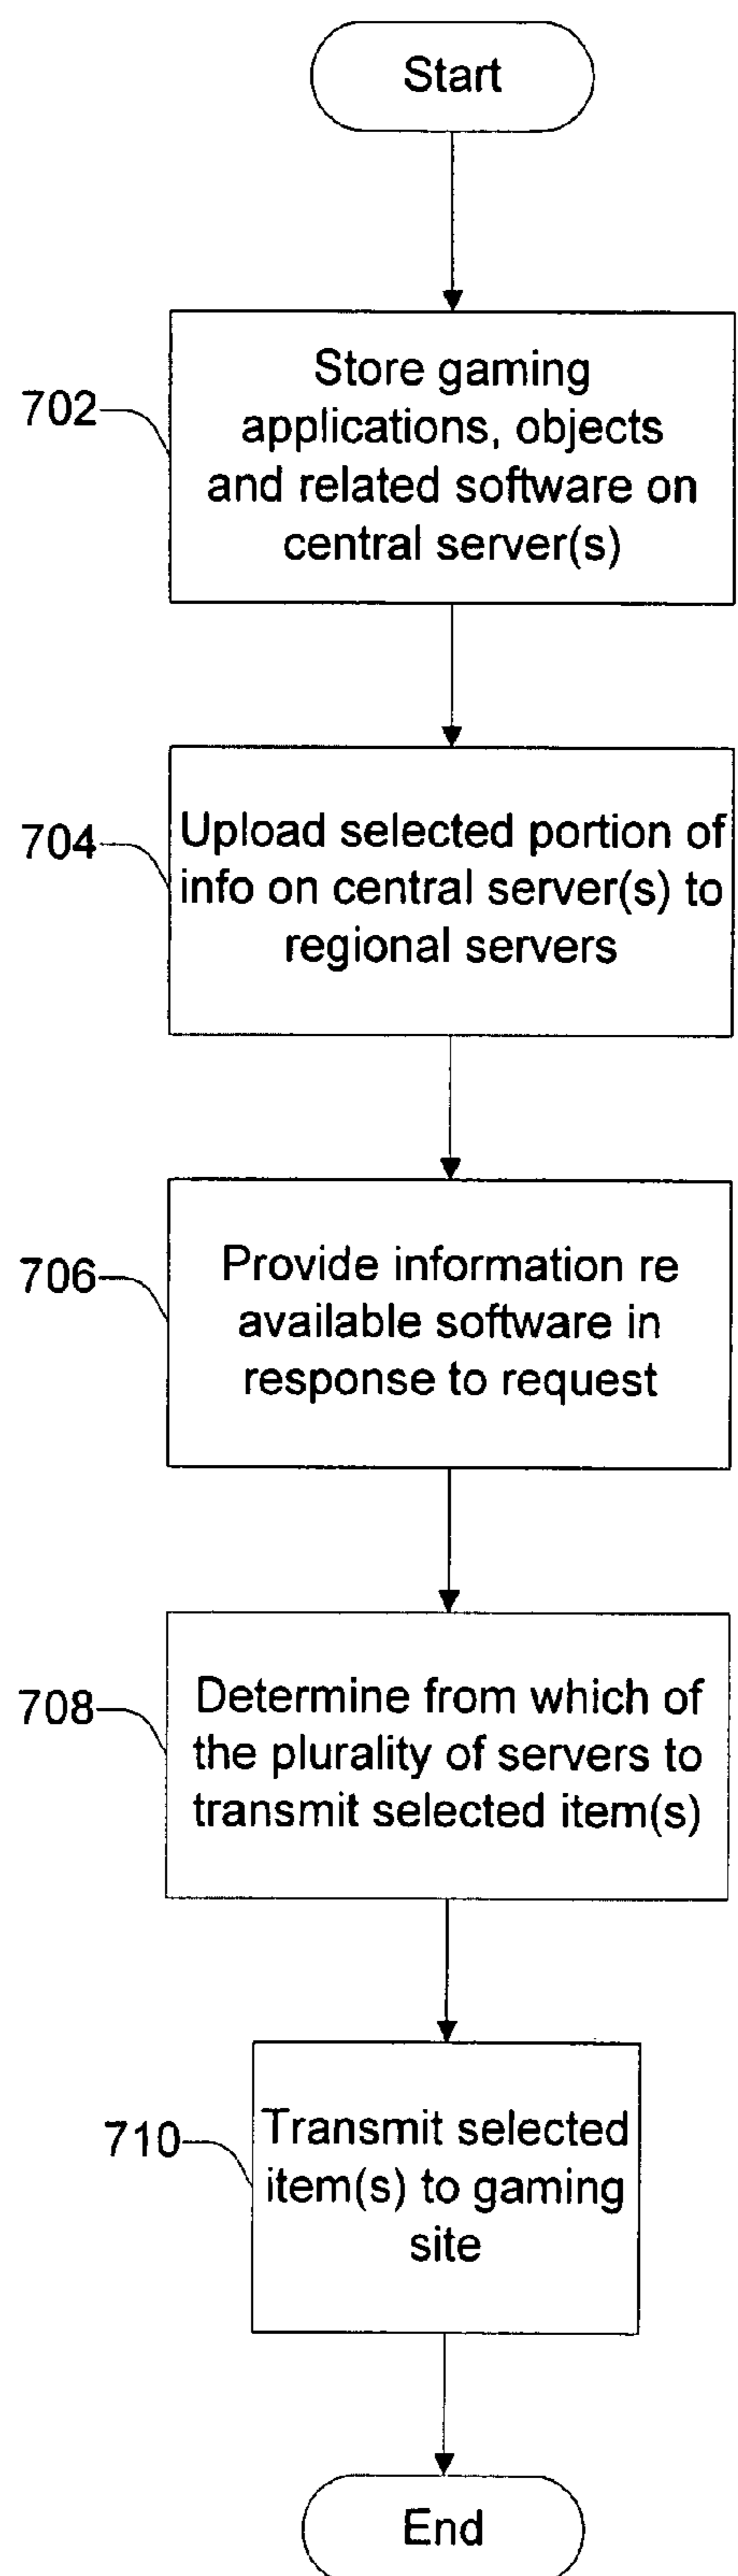 Start
702
Store gaming
applications, objects
and related software on
central server(s)
704
Upload selected portion of
info on central server(s) to
regional servers
706
Provide information re
available software in
response to request
708
Determine from which of
the plurality of servers to
transmit selected item(s)
710
Transmit selected
item(s) to gaming
site
End